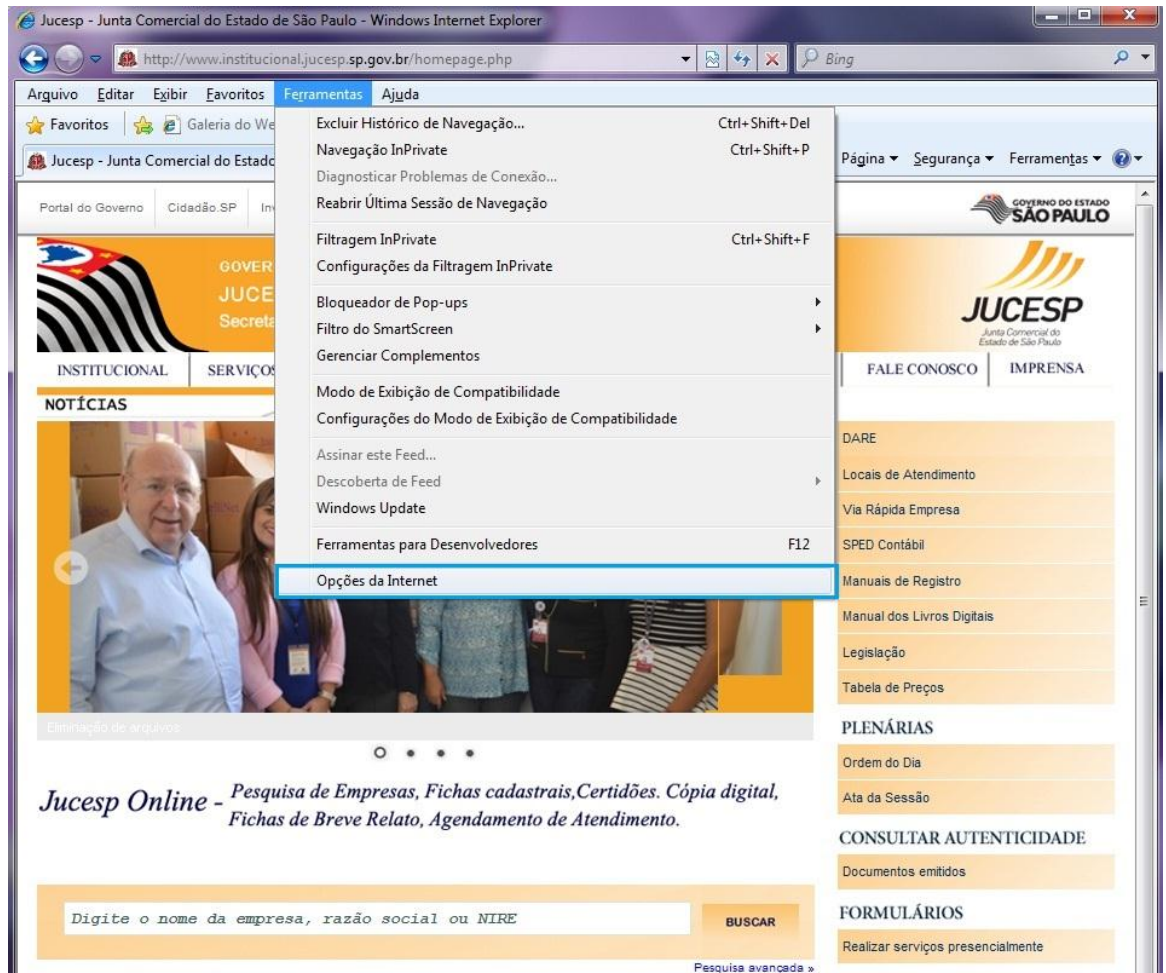 Jucesp - Junta Comercial do Estado de São Paulo - Windows Internet Explorer
http://www.institucional.jucesp.sp.gov.br/homepage.php
Bing
Arquivo Editar Exibir Favoritos Ferramentas Ajuda
Favoritos Galeria do We
Jucesp - Junta Comercial do Estado
Página Segurança Ferramentas
Excluir Histórico de Navegação... Ctrl+Shift+Del
Navegação InPrivate Ctrl+Shift+P
Diagnosticar Problemas de Conexão...
Reabrir Última Sessão de Navegação
Filtragem InPrivate Ctrl+Shift+F
Configurações da Filtragem InPrivate
Bloqueador de Pop-ups
Filtro do SmartScreen
Gerenciar Complementos
Modo de Exibição de Compatibilidade
Configurações do Modo de Exibição de Compatibilidade
Assinar este Feed...
Descoberta de Feed
Windows Update
Ferramentas para Desenvolvedores F12
Opções da Internet
Portal do Governo Cidadão.SP In
GOVERNO DO ESTADO
SÃO PAULO
GOVER
JUCE
Secreta
JUCESP
Junta Comercial do
Estado de São Paulo
INSTITUCIONAL SERVIÇOS
FALE CONOSCO IMPRENSA
NOTÍCIAS
Eliminação de arquivos
Jucesp Online - Pesquisa de Empresas, Fichas cadastrais,Certidões. Cópia digital,
Fichas de Breve Relato, Agendamento de Atendimento.
Digite o nome da empresa, razão social ou NIRE
BUSCAR
Pesquisa avançada »
DARE
Locais de Atendimento
Via Rápida Empresa
SPED Contábil
Manuais de Registro
Manual dos Livros Digitais
Legislação
Tabela de Preços
PLENÁRIAS
Ordem do Dia
Ata da Sessão
CONSULTAR AUTENTICIDADE
Documentos emitidos
FORMULÁRIOS
Realizar serviços presencialmente